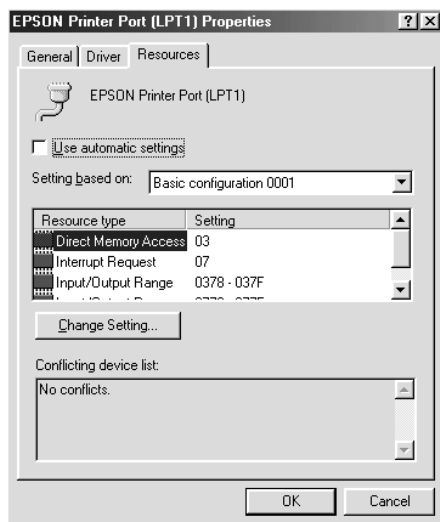 EPSON Printer Port (LPT1) Properties
General Driver Resources
EPSON Printer Port (LPT1)
Use automatic settings
Setting based on: Basic configuration 0001
Resource type Setting
Direct Memory Access 03
Interrupt Request 07
Input/Output Range 0378 - 037F
Change Setting...
Conflicting device list:
No conflicts.
OK Cancel